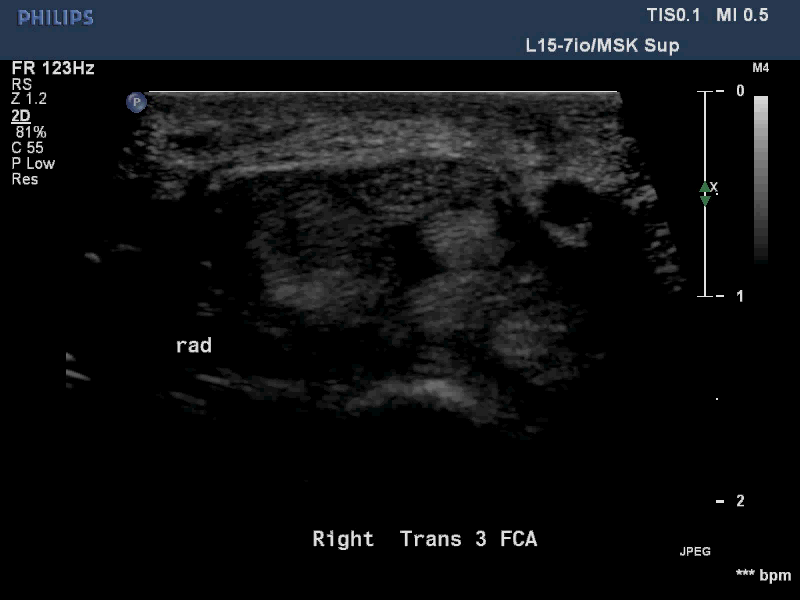 PHILIPS
TIS0.1 MI 0.5
L15-7io/MSK Sup
FR 123Hz
RS
Z 1.2
2D
81%
C 55
P Low
Res
M4
P
0
X
1
rad
2
Right Trans 3 FCA
JPEG
*** bpm